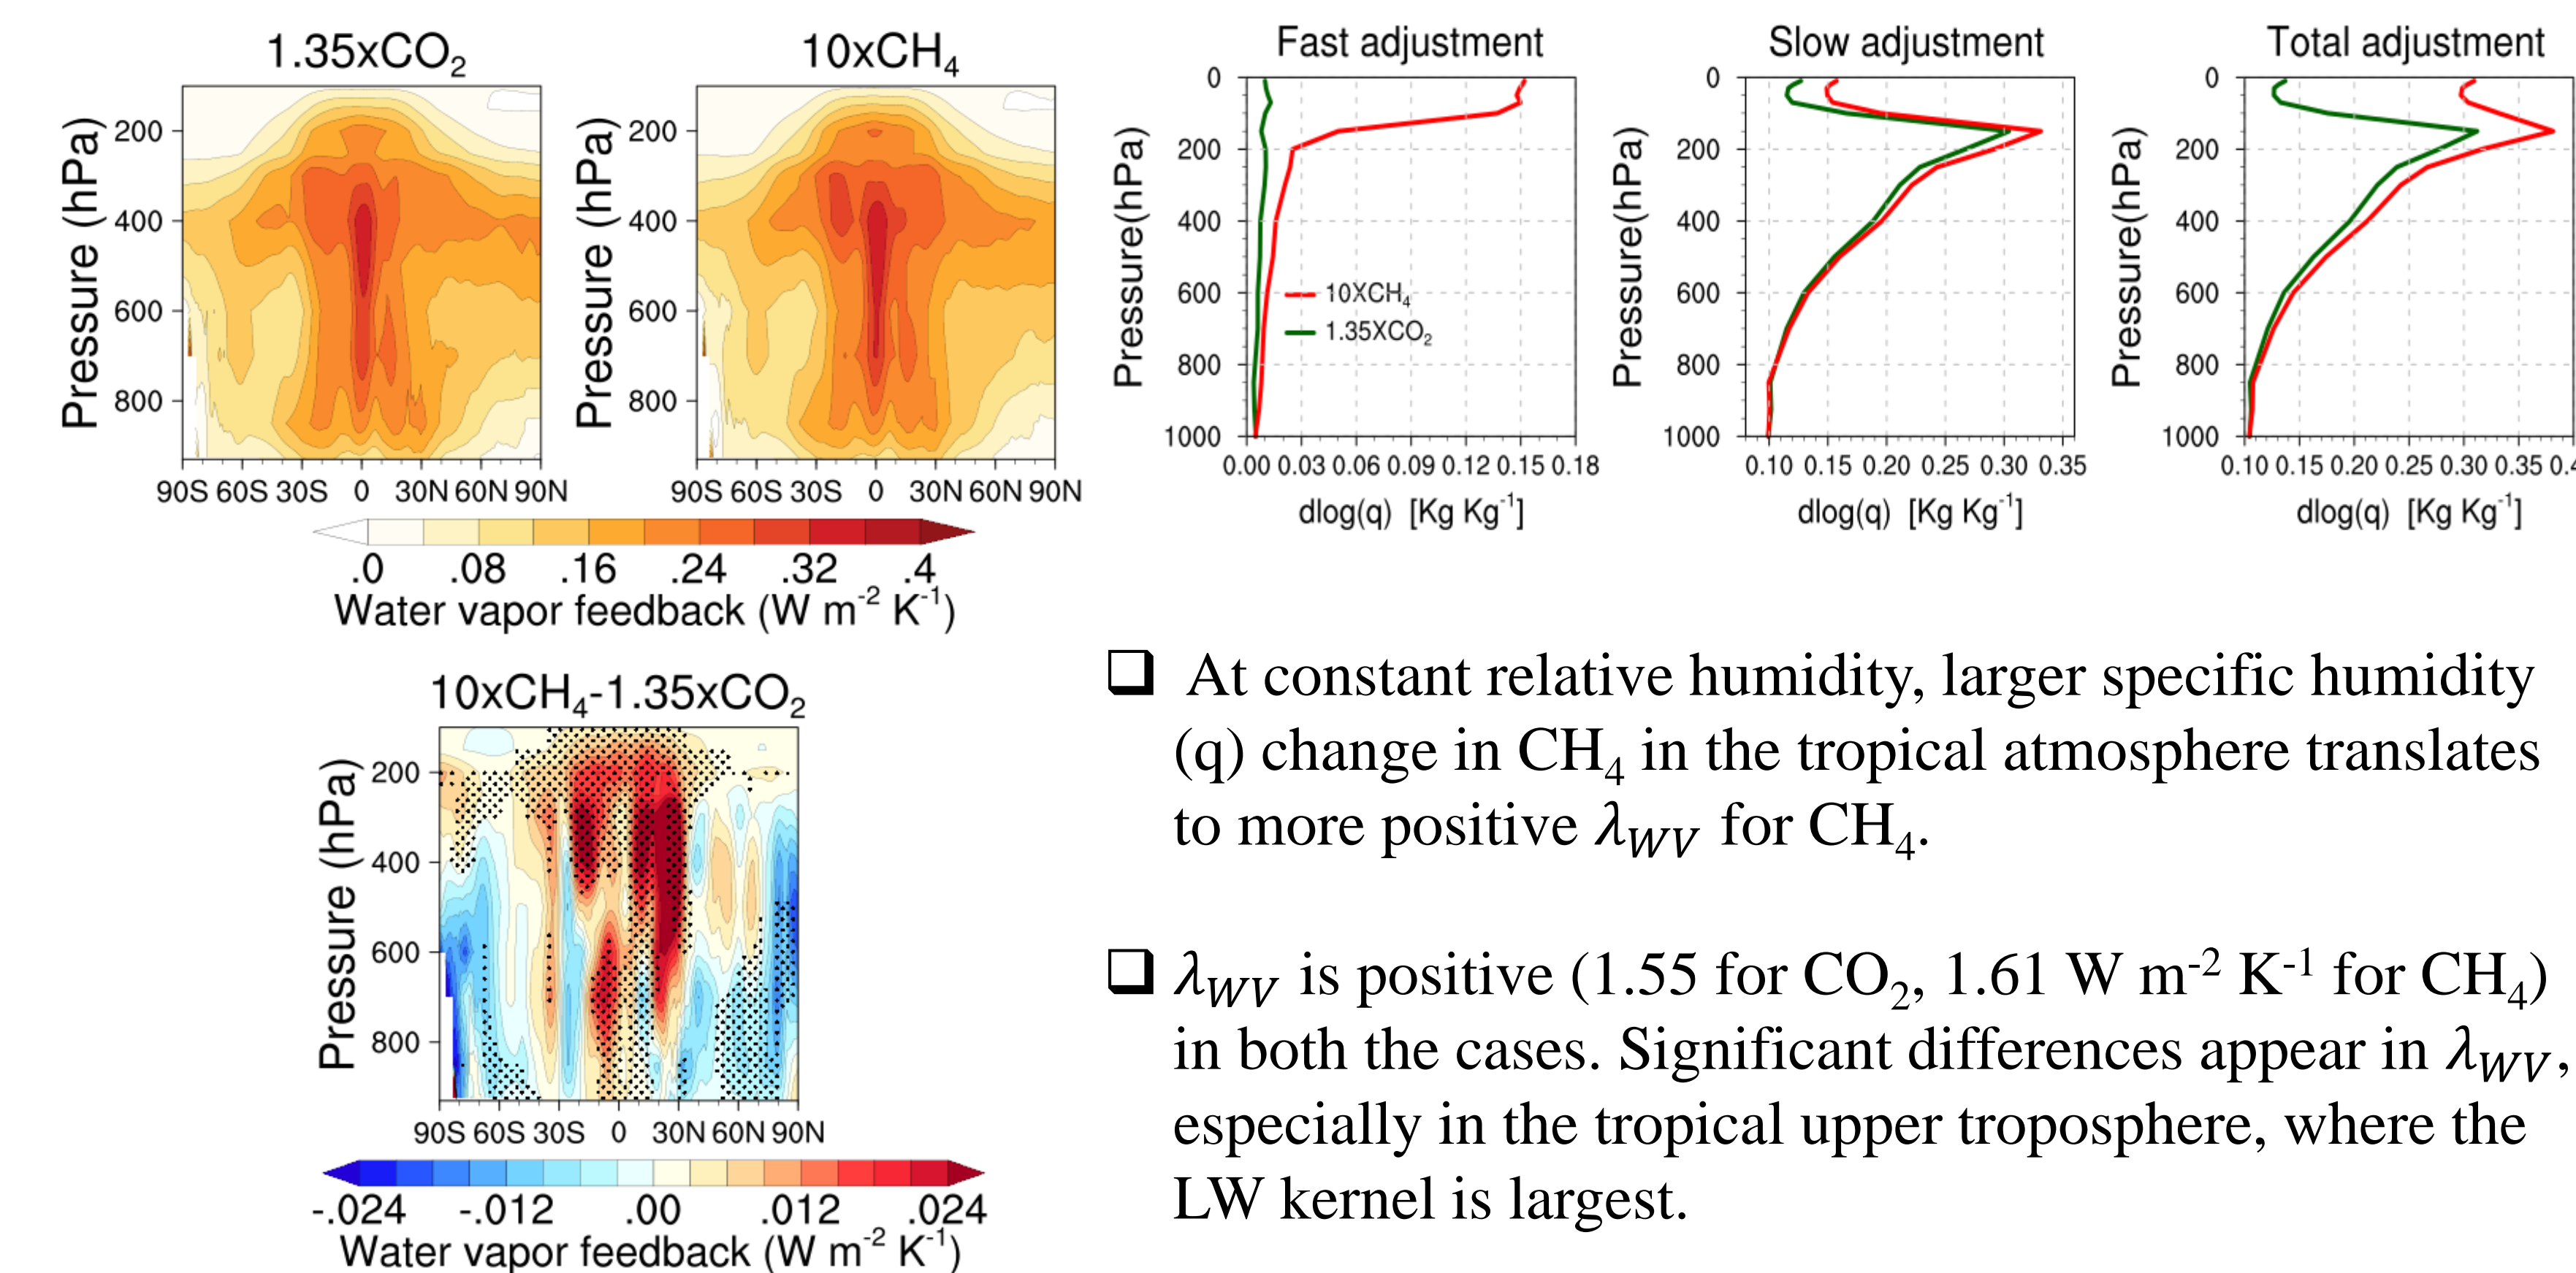 1.35xCO₂
10xCH₄
Pressure (hPa)
200
400
600
800
90S 60S 30S 0 30N 60N 90N
Pressure (hPa)
200
400
600
800
90S 60S 30S 0 30N 60N 90N
.0 .08 .16 .24 .32 .4
Water vapor feedback (W m⁻² K⁻¹)
Fast adjustment
Pressure(hPa)
0
200
400
600
800
1000
10XCH₄
1.35XCO₂
0.00 0.03 0.06 0.09 0.12 0.15 0.18
dlog(q) [Kg Kg⁻¹]
Slow adjustment
Pressure(hPa)
0
200
400
600
800
1000
0.10 0.15 0.20 0.25 0.30 0.35
dlog(q) [Kg Kg⁻¹]
Total adjustment
Pressure(hPa)
0
200
400
600
800
1000
0.10 0.15 0.20 0.25 0.30 0.35
dlog(q) [Kg Kg⁻¹]
10xCH₄-1.35xCO₂
Pressure (hPa)
200
400
600
800
90S 60S 30S 0 30N 60N 90N
-.024 -.012 .00 .012 .024
Water vapor feedback (W m⁻² K⁻¹)
❑ At constant relative humidity, larger specific humidity
(q) change in CH₄ in the tropical atmosphere translates
to more positive λWV for CH₄.
❑ λWV is positive (1.55 for CO₂, 1.61 W m⁻² K⁻¹ for CH₄)
in both the cases. Significant differences appear in λWV,
especially in the tropical upper troposphere, where the
LW kernel is largest.